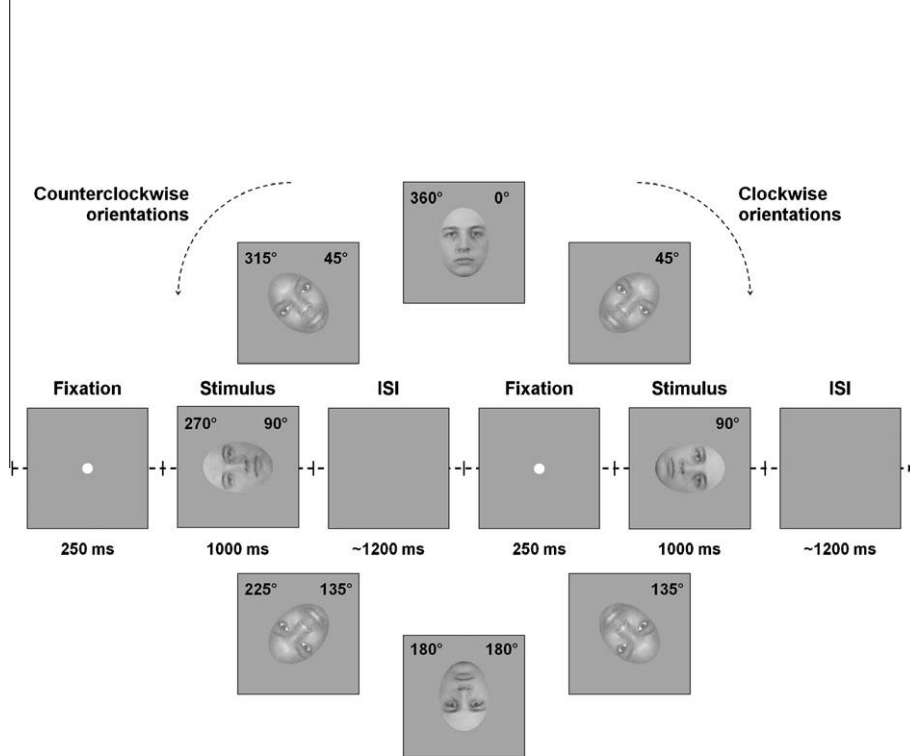 360° 0°
Counterclockwise
orientations
Clockwise
orientations
315° 45°
45°
Fixation Stimulus ISI Fixation Stimulus ISI
270° 90°
90°
250 ms 1000 ms ~1200 ms 250 ms 1000 ms ~1200 ms
225° 135°
135°
180° 180°